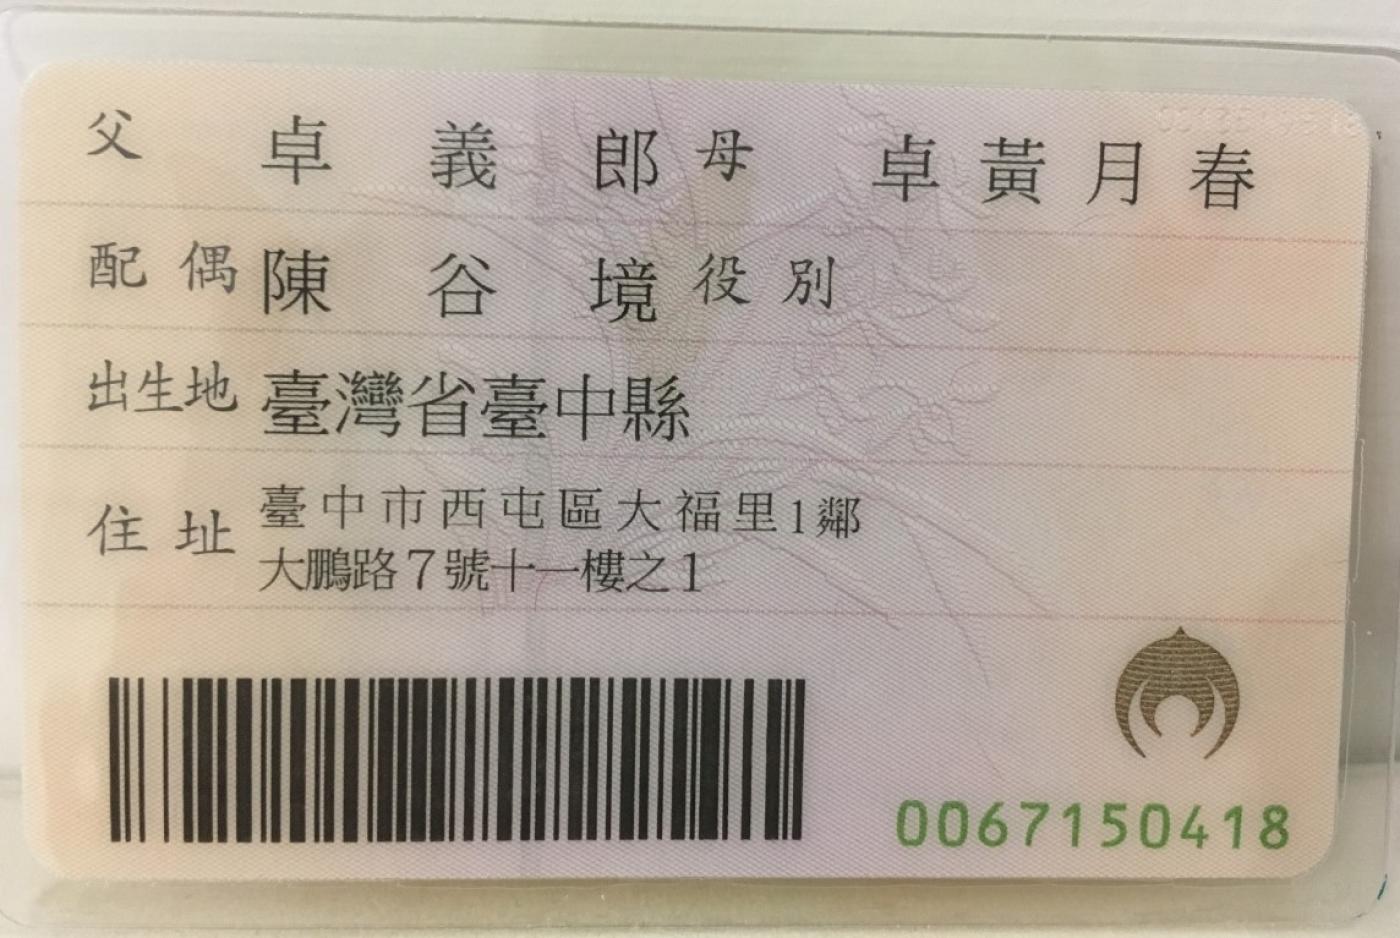 父 卓義郎 母 卓黃月春
配偶 陳谷境 役別
出生地 臺灣省臺中縣
住址 臺中市西屯區大福里1鄰
大鵬路7號十一樓之1
0067150418